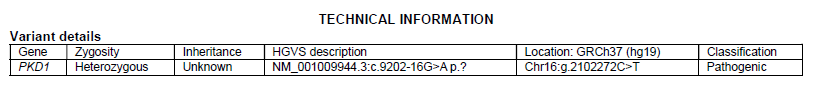 TECHNICAL INFORMATION
Variant details
Gene Zygosity Inheritance HGVS description Location: GRCh37 (hg19) Classification
PKD1 Heterozygous Unknown NM_001009944.3:c.9202-16G>A p.? Chr16:g.2102272C>T Pathogenic